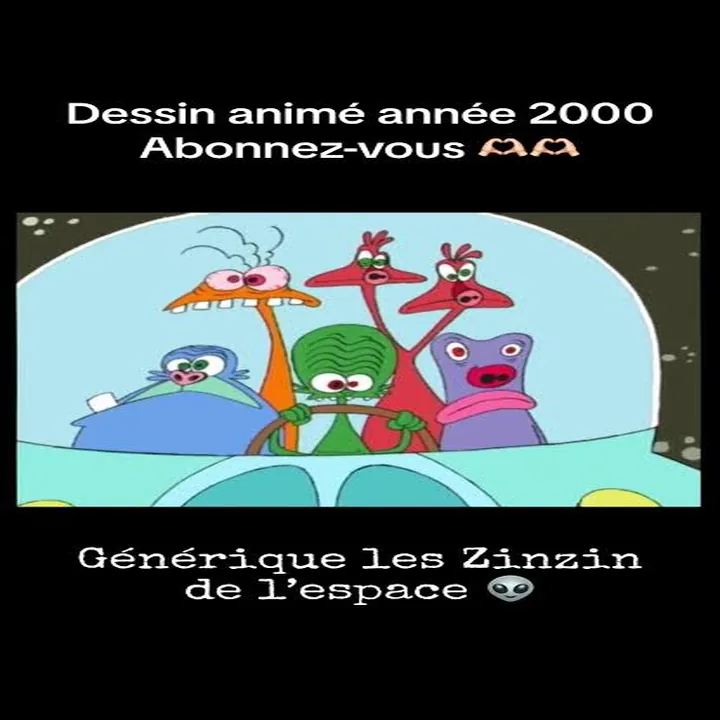 Dessin animé année 2000
Abonnez-vous 🫶🏻🫶🏻
Générique les Zinzin
de l'espace 👽